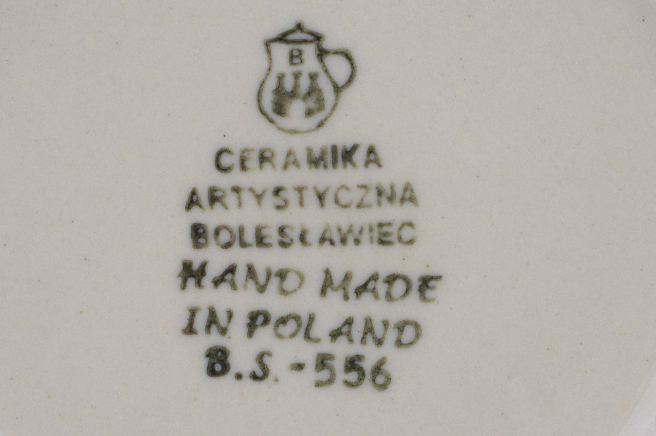 B
CERAMIKA
ARTYSTYCZNA
BOLESŁAWIEC
HAND MADE
IN POLAND
B.S.-556